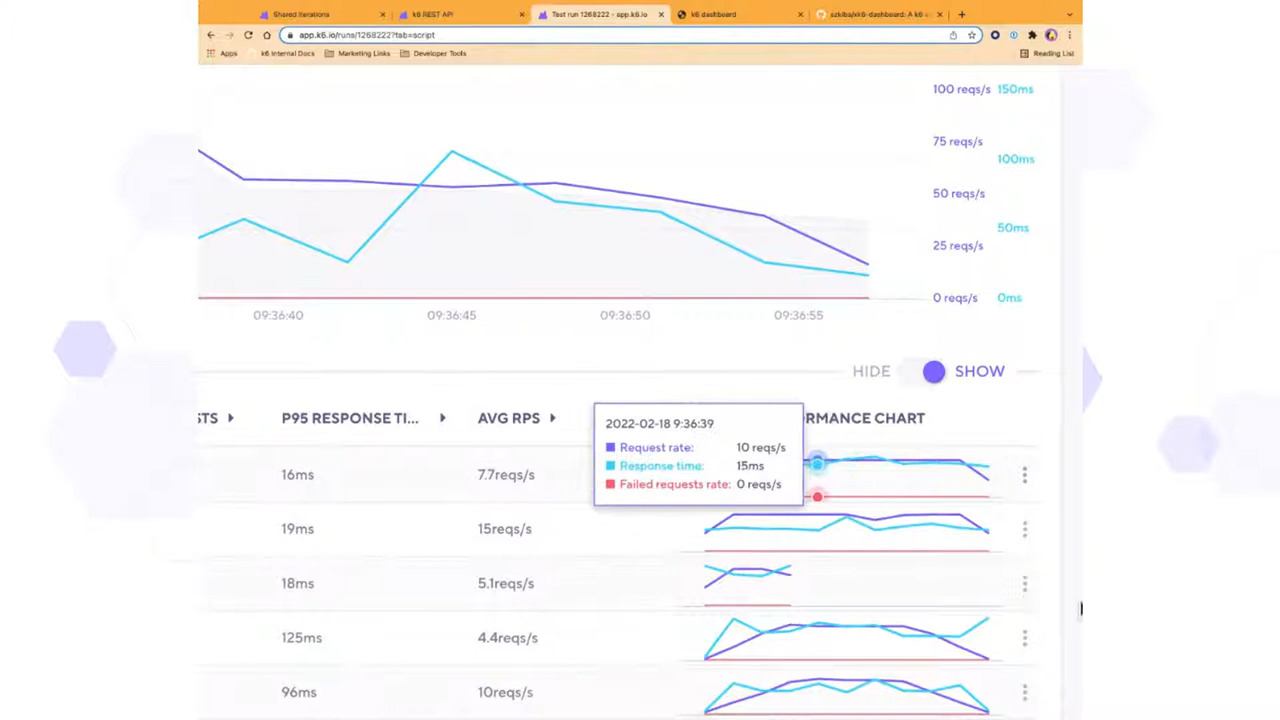 Shared Iterations
k6 REST API
Test run 1268222 - app.k6.io
k6 dashboard
szkiba/xk6-dashboard: A k6 e
app.k6.io/runs/1268222?tab=script
Apps
k6 Internal Docs
Marketing Links
Developer Tools
Reading List
100 reqs/s 150ms
75 reqs/s
100ms
50 reqs/s
50ms
25 reqs/s
0 reqs/s 0ms
09:36:40 09:36:45 09:36:50 09:36:55
HIDE SHOW
STS P95 RESPONSE TI... AVG RPS RMANCE CHART
2022-02-18 9:36:39
Request rate: 10 reqs/s
Response time: 15ms
Failed requests rate: 0 reqs/s
16ms 7.7reqs/s
19ms 15reqs/s
18ms 5.1reqs/s
125ms 4.4reqs/s
96ms 10reqs/s